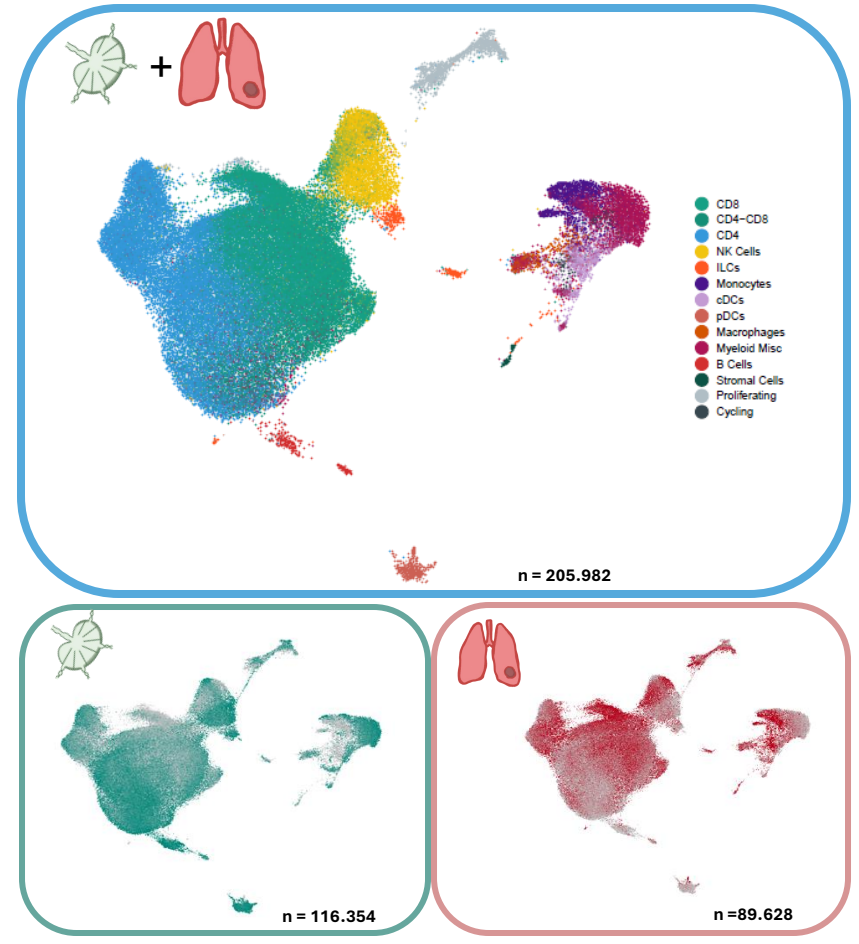 +
CD8
CD4-CD8
CD4
NK Cells
ILCs
Monocytes
cDCs
pDCs
Macrophages
Myeloid Misc
B Cells
Stromal Cells
Proliferating
Cycling
n = 205.982
n = 116.354
n =89.628